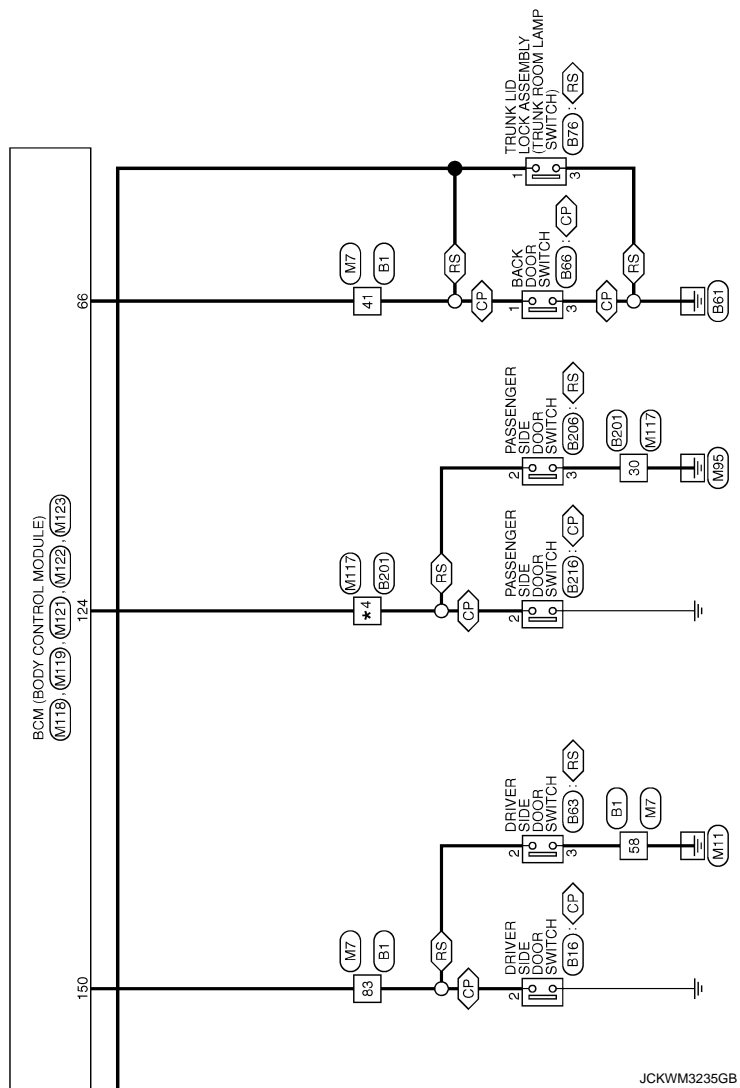 BCM (BODY CONTROL MODULE)
M118 , M119 , M121 , M122 , M123
150
124
66
M7
83
B1
M117
*4
B201
M7
41
B1
RS
CP
RS
CP
RS
CP
DRIVER
SIDE
DOOR
SWITCH
B16 : CP
2
DRIVER
SIDE
DOOR
SWITCH
B63 : RS
2
3
B1
58
M7
M11
PASSENGER
SIDE
DOOR
SWITCH
B216 : CP
2
PASSENGER
SIDE
DOOR
SWITCH
B206 : RS
2
3
B201
30
M117
M95
BACK
DOOR
SWITCH
B66 : CP
1
3
CP
RS
B61
TRUNK LID
LOCK ASSEMBLY
(TRUNK ROOM LAMP
SWITCH)
B76 : RS
1
3
JCKWM3235GB